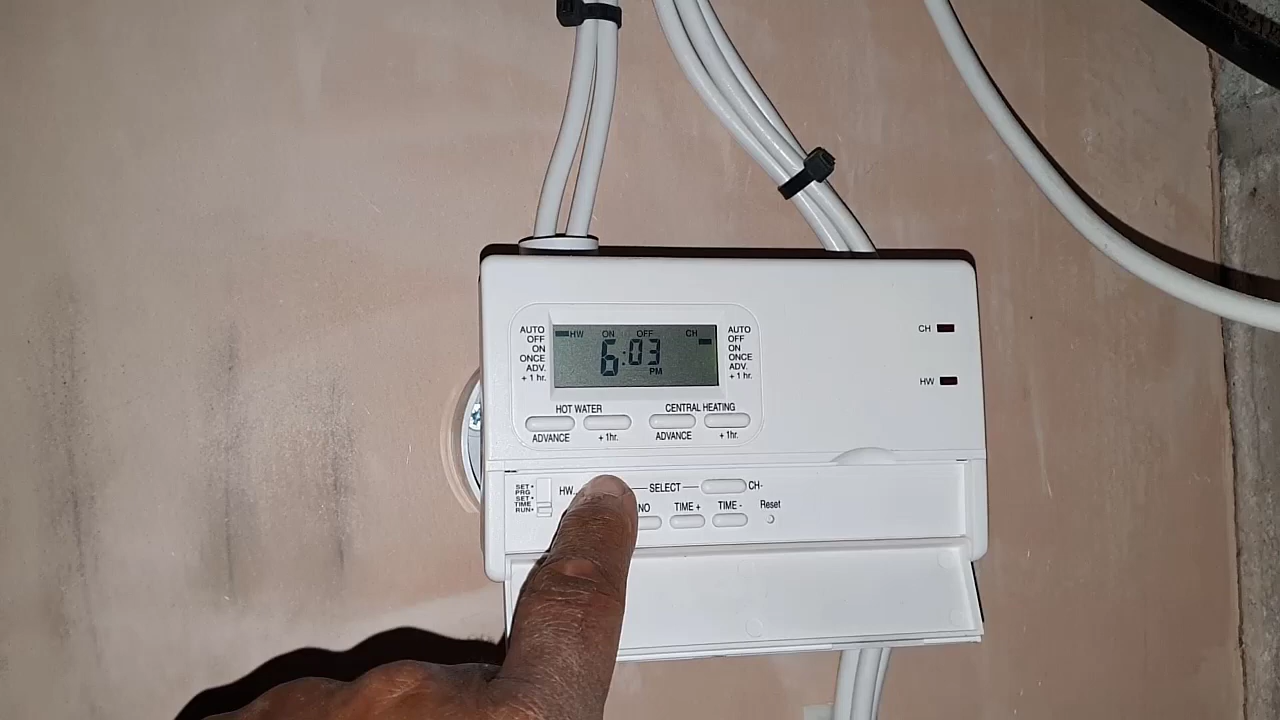 AUTO
OFF
ON
ONCE
ADV.
+ 1 hr.
HW ON OFF CH
6:03
PM
AUTO
OFF
ON
ONCE
ADV.
+ 1 hr.
CH
HW
HOT WATER
CENTRAL HEATING
ADVANCE
+ 1hr.
ADVANCE
+ 1hr.
SET
PRG
SET
TIME
RUN
HW
SELECT
CH
NO
TIME +
TIME -
Reset